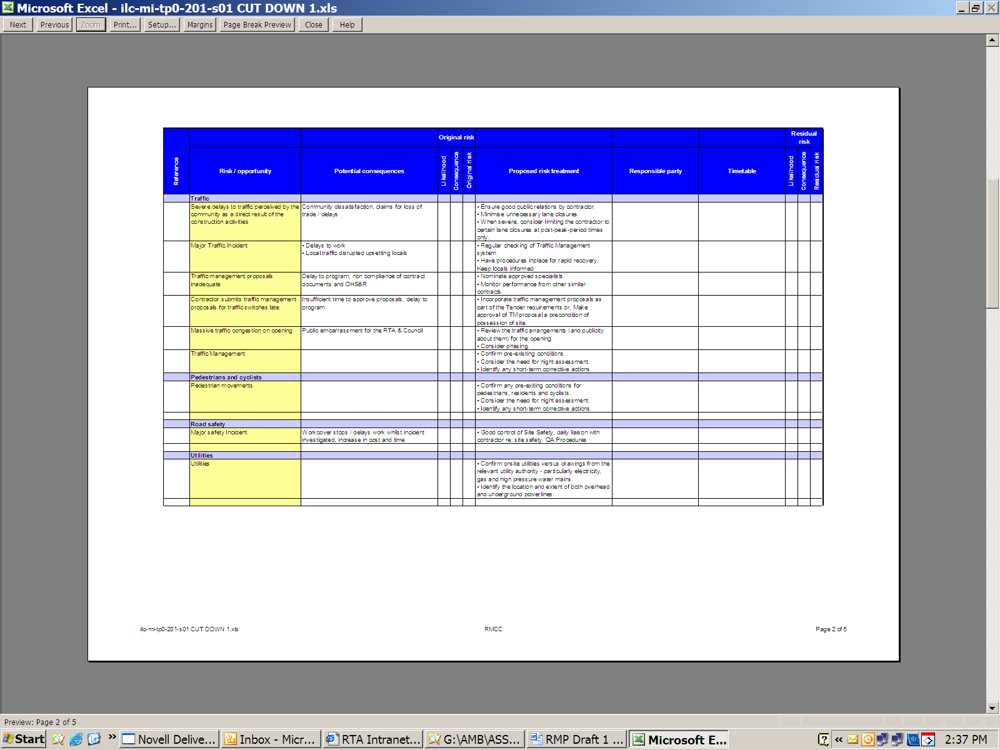 Microsoft Excel - ilc-mi-tp0-201-s01 CUT DOWN 1.xls
Next Previous Zoom Print... Setup... Margins Page Break Preview Close Help
Original risk
Residual
risk
Reference
Risk / opportunity
Potential consequences
Likelihood
Consequence
Original risk
Proposed risk treatment
Responsible party
Timetable
Likelihood
Consequence
Residual risk
Traffic
Severe delays to traffic perceived by the
community as a direct result of the
construction activities
Community dissatisfaction, claims for loss of
trade / delays
• Ensure good public relations by contractor.
• Minimise unnecessary lane closures.
• When severe, consider limiting the contractor to
certain lane closures at post-peak-period times
only.
Major Traffic Incident
• Delays to work
• Local traffic disrupted upsetting locals
• Regular checking of Traffic Management
system.
• Have procedures inplace for rapid recovery,
Keep locals informed.
Traffic management proposals
inadequate
Delay to program, non compliance of contract
documents and OHS&R
• Nominate approved specialists.
• Monitor performance from other similar
contracts.
Contractor submits traffic management
proposals for traffic switches late
Insufficient time to approve proposals, delay to
program.
• Incorporate traffic management proposals as
part of the Tender requirements or, Make
approval of TM proposal a precondition of
possession of site.
Massive traffic congestion on opening
Public embarrassment for the RTA & Council
• Review the traffic arrangements (and publicity
about them) for the opening.
• Consider phasing.
Traffic Management
• Confirm pre-existing conditions.
• Consider the need for night assessment.
• Identify any short-term corrective actions.
Pedestrians and cyclists
Pedestrian movements
• Confirm any pre-exiting conditions for
pedestrians, residents and cyclists.
• Consider the need for night assessment.
• Identify any short-term corrective actions.
Road safety
Major safety Incident
Workcover stops / delays work whilst incident
investigated, increase in cost and time
• Good control of Site Safety, daily liaison with
contractor re: site safety. QA Procedures
Utilities
Utilities
• Confirm onsite utilities versus drawings from the
relevant utility authority - particularly electricity,
gas and high pressure water mains.
• Identify the location and extent of both overhead
and underground powerlines.
ilc-mi-tp0-201-s01 CUT DOWN 1.xls
RMCC
Page 2 of 5
Preview: Page 2 of 5
Start » Novell Delive... Inbox - Micr... RTA Intranet... G:\AMB\ASS... RMP Draft 1 ... Microsoft E... « 2:37 PM